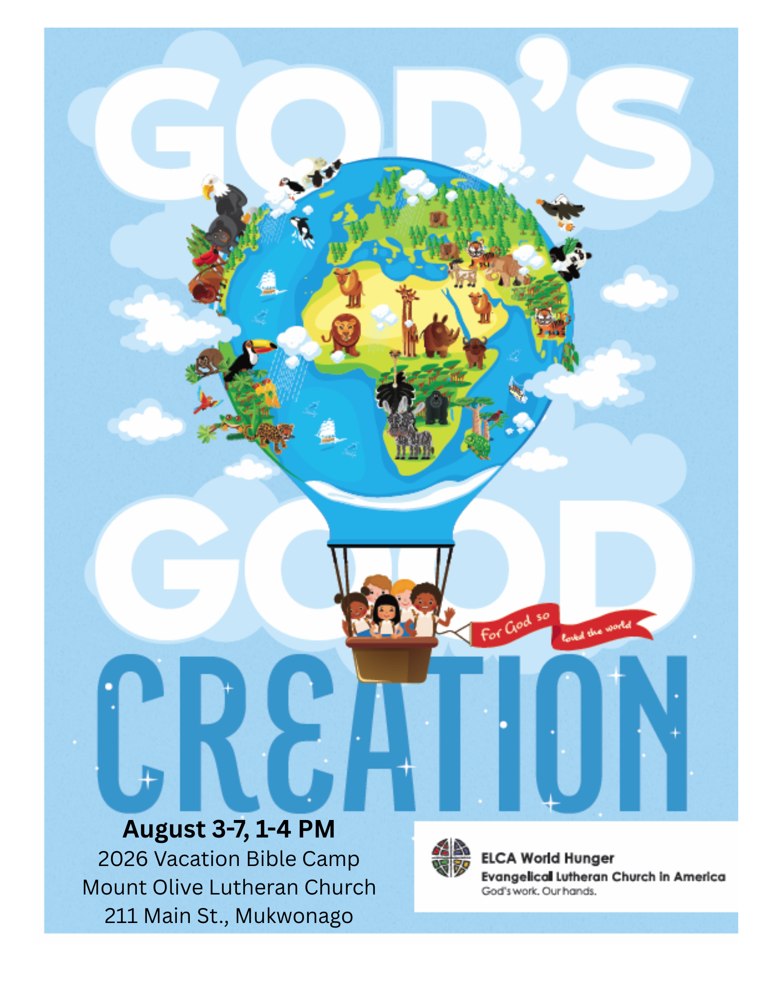 GOD'S
GOOD
for God so
loved the world
CREATION
August 3-7, 1-4 PM
2026 Vacation Bible Camp
Mount Olive Lutheran Church
211 Main St., Mukwonago
ELCA World Hunger
Evangelical Lutheran Church in America
God's work. Our hands.